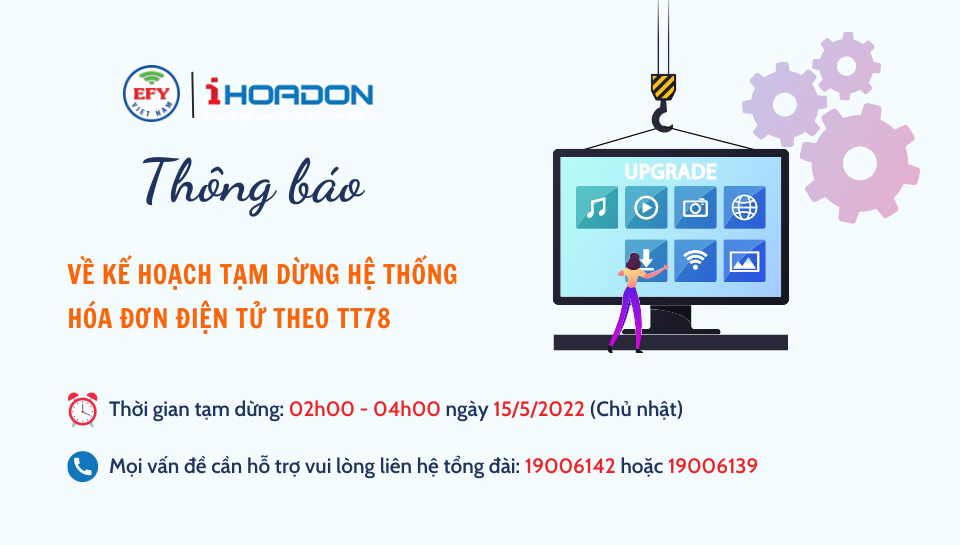 EFY
VIET NAM
iHOADON
Thông báo
VỀ KẾ HOẠCH TẠM DỪNG HỆ THỐNG
HÓA ĐƠN ĐIỆN TỬ THEO TT78
UPGRADE
Thời gian tạm dừng: 02h00 - 04h00 ngày 15/5/2022 (Chủ nhật)
Mọi vấn đề cần hỗ trợ vui lòng liên hệ tổng đài: 19006142 hoặc 19006139